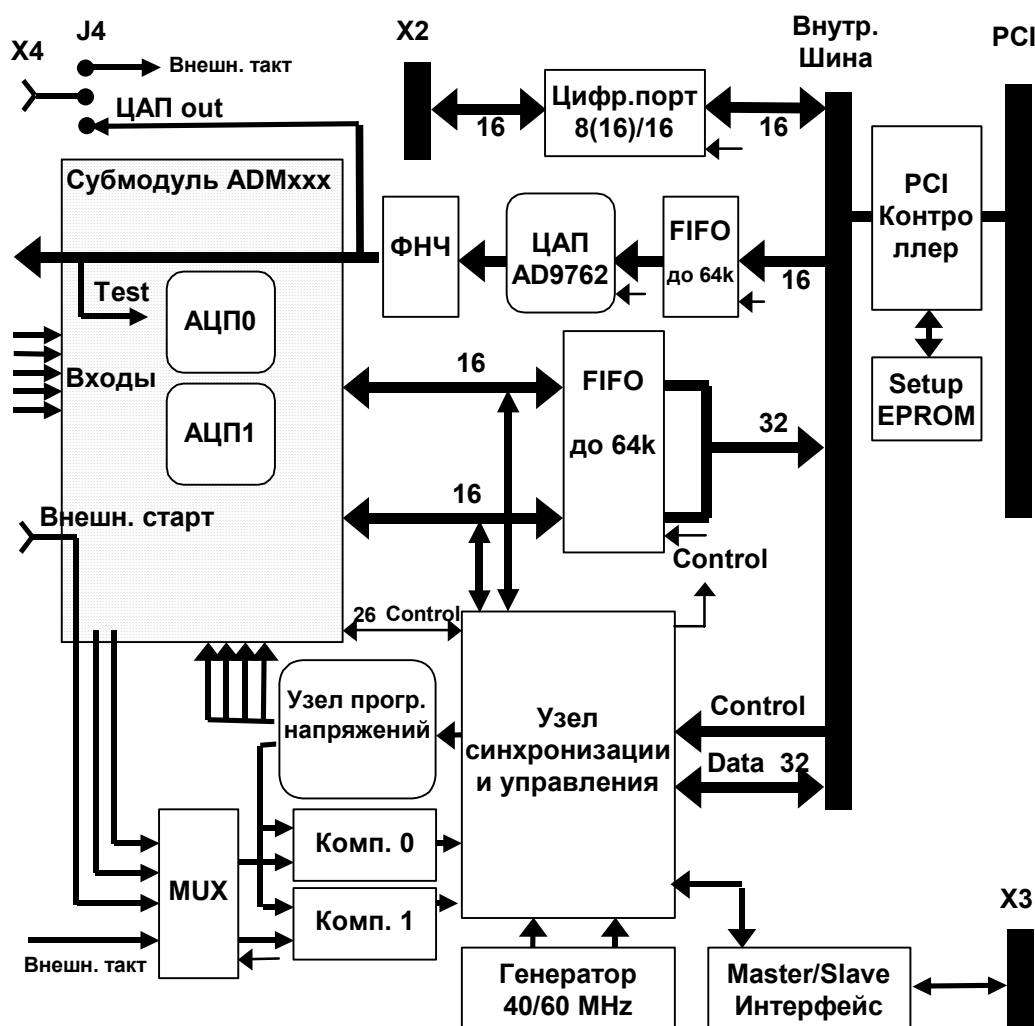 J4
X4
X2
Внутр.
Шина
PCI
Внешн. такт
ЦАП out
Цифр.порт
8(16)/16
16
16
Субмодуль ADMxxx
PCI
Контро
ллер
ФНЧ
ЦАП
AD9762
FIFO
до 64k
16
Test
АЦП0
Входы
АЦП1
16
FIFO
до 64k
32
Setup
EPROM
16
Внешн. старт
Control
26 Control
Узел прогр.
напряжений
Узел
синхронизации
и управления
Control
Data 32
MUX
Комп. 0
Комп. 1
X3
Внешн. такт
Генератор
40/60 MHz
Master/Slave
Интерфейс